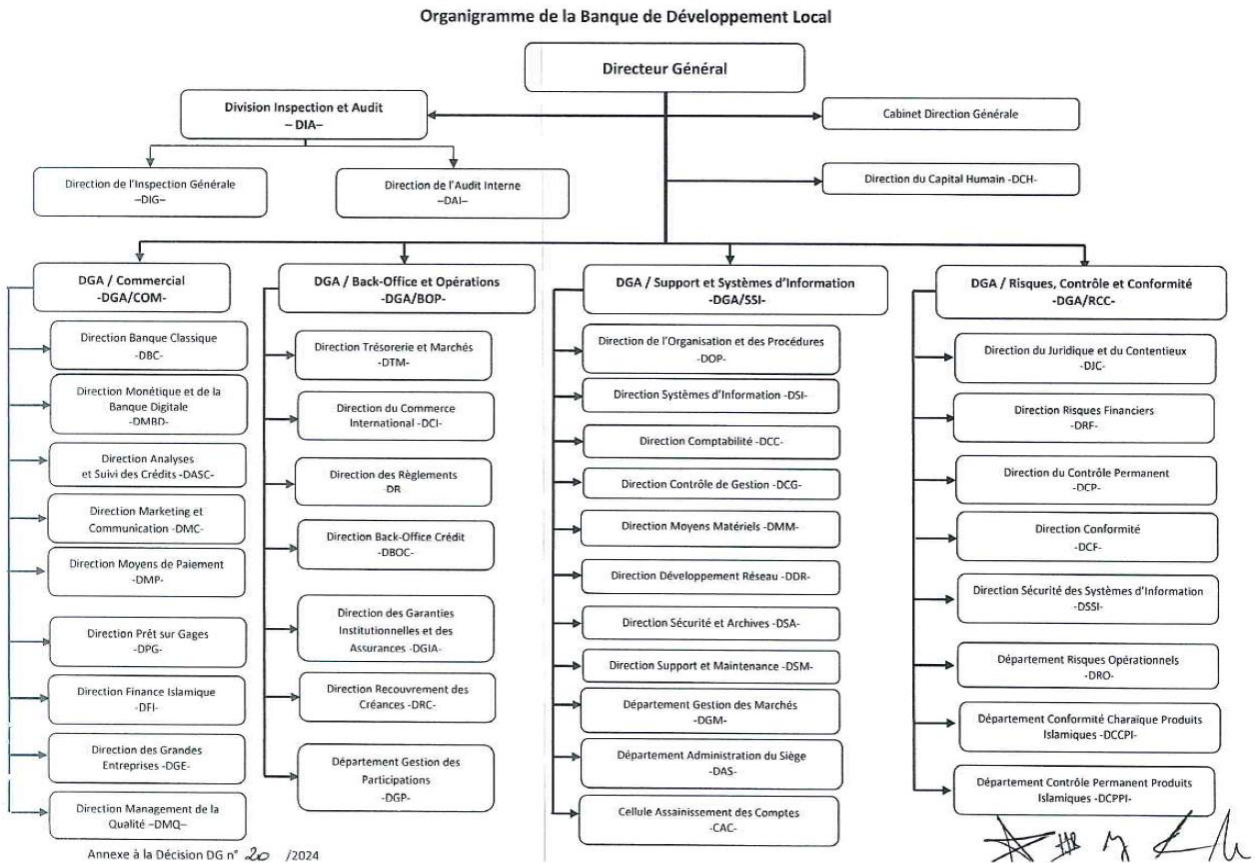 Organigramme de la Banque de Développement Local
Directeur Général
Division Inspection et Audit
– DIA–
Cabinet Direction Générale
Direction de l'Inspection Générale
–DIG–
Direction de l'Audit Interne
–DAI–
Direction du Capital Humain -DCH-
DGA / Commercial
-DGA/COM-
Direction Banque Classique
-DBC-
Direction Monétique et de la
Banque Digitale
-DMBD-
Direction Analyses
et Suivi des Crédits -DASC-
Direction Marketing et
Communication -DMC-
Direction Moyens de Paiement
-DMP-
Direction Prêt sur Gages
-DPG-
Direction Finance Islamique
-DFI-
Direction des Grandes
Entreprises -DGE-
Direction Management de la
Qualité –DMQ-
DGA / Back-Office et Opérations
-DGA/BOP-
Direction Trésorerie et Marchés
-DTM-
Direction du Commerce
International -DCI-
Direction des Règlements
-DR
Direction Back-Office Crédit
-DBOC-
Direction des Garanties
Institutionnelles et des
Assurances -DGIA-
Direction Recouvrement des
Créances -DRC-
Département Gestion des
Participations
-DGP-
DGA / Support et Systèmes d'Information
-DGA/SSI-
Direction de l'Organisation et des Procédures
-DOP-
Direction Systèmes d'Information -DSI-
Direction Comptabilité -DCC-
Direction Contrôle de Gestion -DCG-
Direction Moyens Matériels -DMM-
Direction Développement Réseau -DDR-
Direction Sécurité et Archives -DSA-
Direction Support et Maintenance -DSM-
Département Gestion des Marchés
-DGM-
Département Administration du Siège
-DAS-
Cellule Assainissement des Comptes
-CAC-
DGA / Risques, Contrôle et Conformité
-DGA/RCC-
Direction du Juridique et du Contentieux
-DJC-
Direction Risques Financiers
-DRF-
Direction du Contrôle Permanent
-DCP-
Direction Conformité
-DCF-
Direction Sécurité des Systèmes d'Information
-DSSI-
Département Risques Opérationnels
-DRO-
Département Conformité Charaïque Produits
Islamiques -DCCPI-
Département Contrôle Permanent Produits
Islamiques -DCPPI-
Annexe à la Décision DG n° 20 /2024